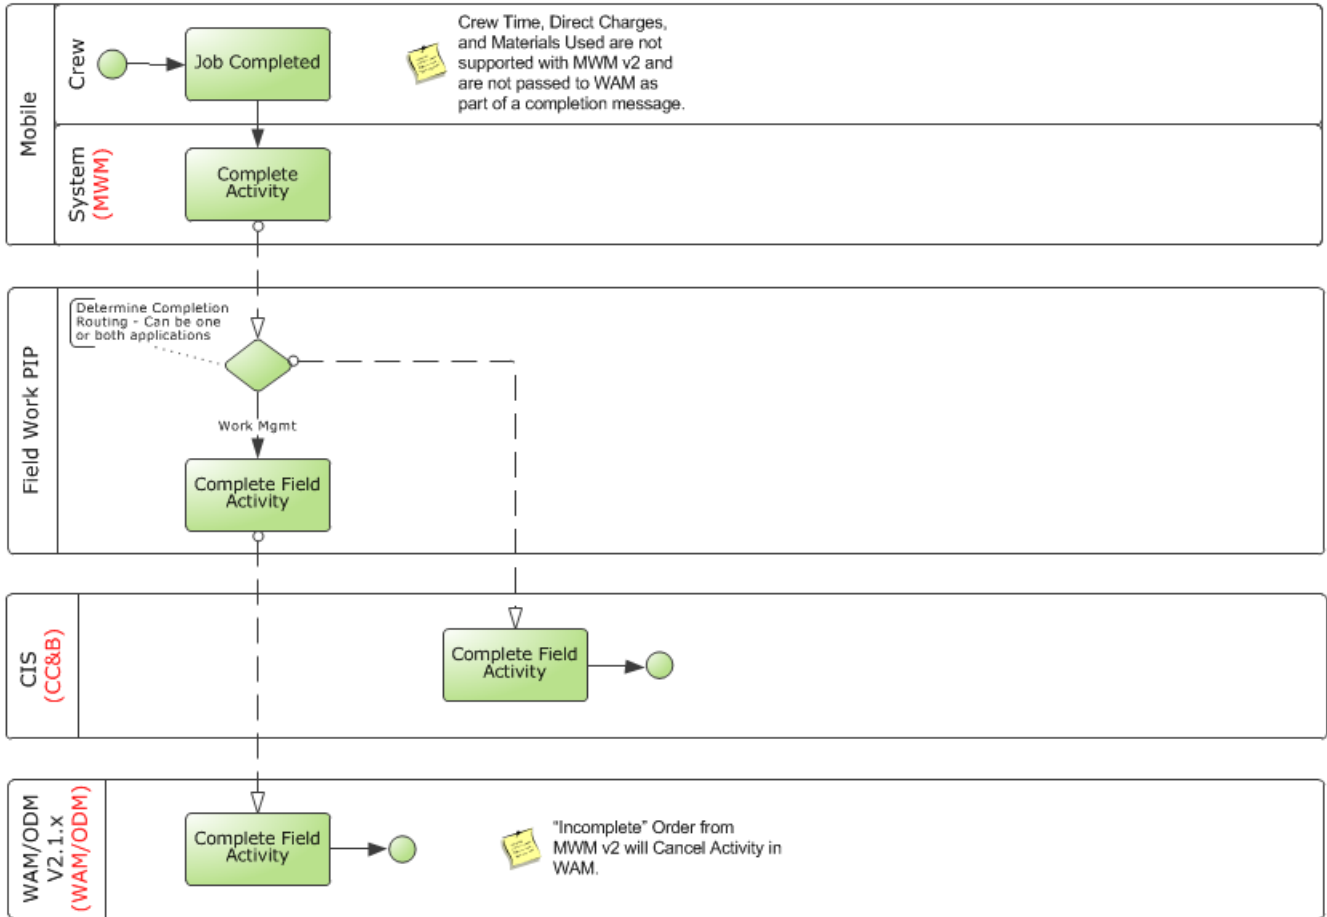 Mobile
Crew
Job Completed
Crew Time, Direct Charges,
and Materials Used are not
supported with MWM v2 and
are not passed to WAM as
part of a completion message.
System
(MWM)
Complete
Activity
Field Work PIP
Determine Completion
Routing - Can be one
or both applications
Work Mgmt
Complete Field
Activity
CIS
(CC&B)
Complete Field
Activity
WAM/ODM
V2.1.x
(WAM/ODM)
Complete Field
Activity
“Incomplete” Order from
MWM v2 will Cancel Activity in
WAM.